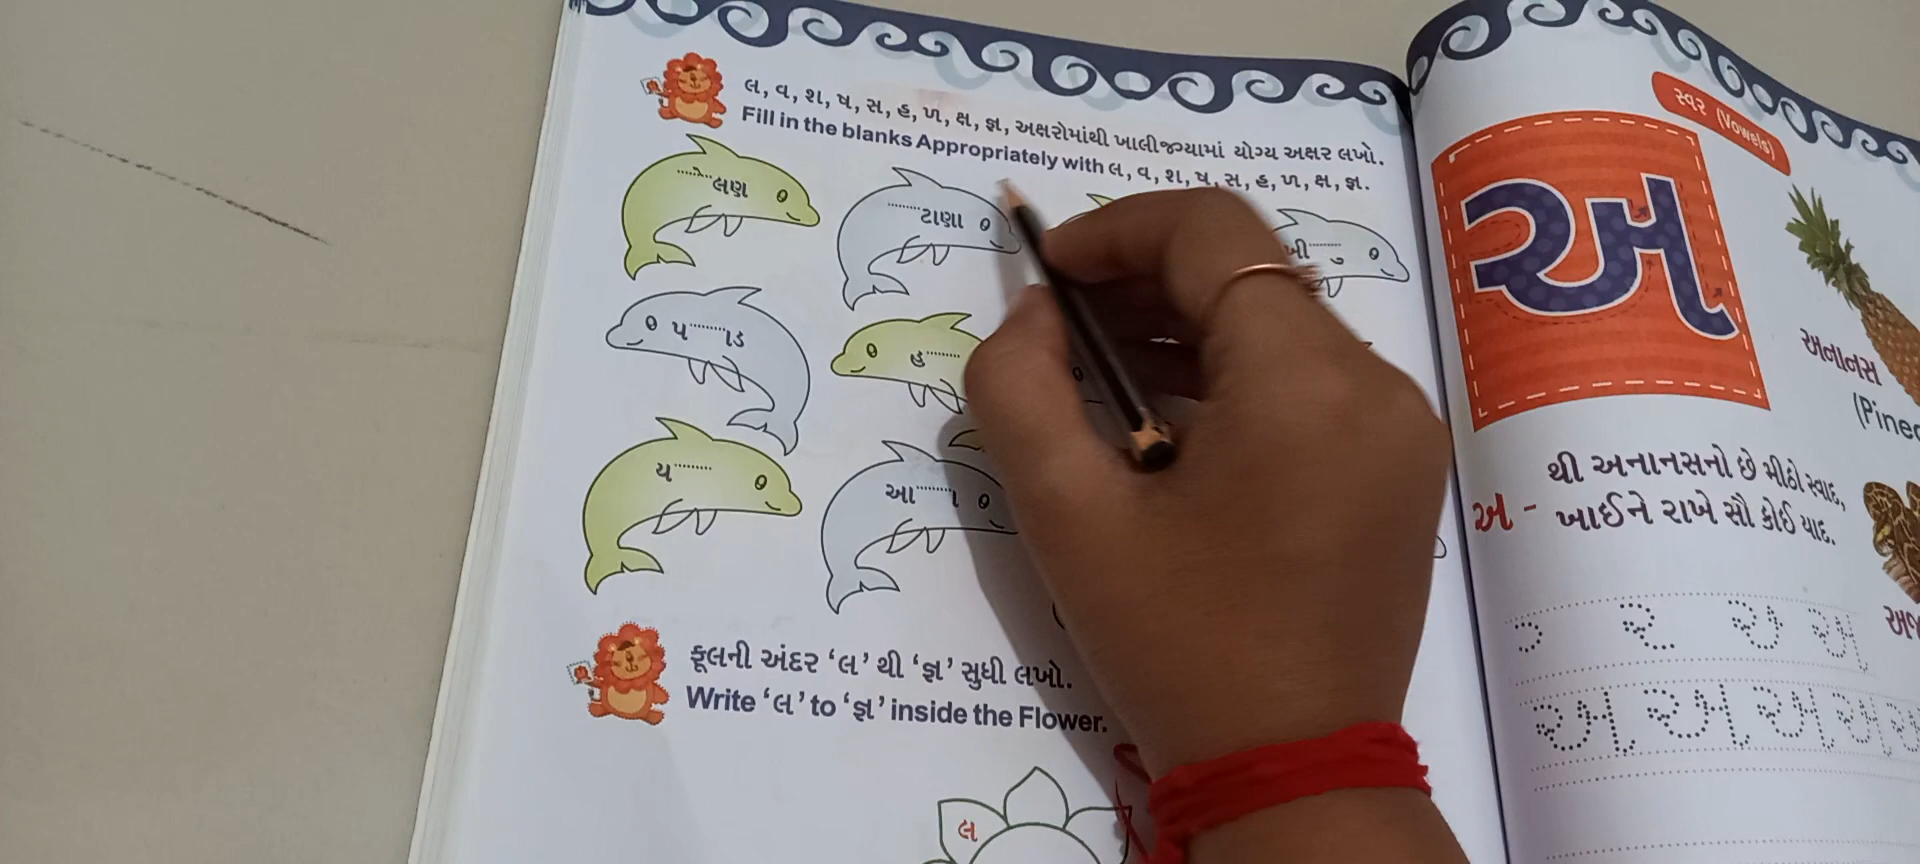 લ, વ, શ, ષ, સ, હ, ળ, ક્ષ, જ્ઞ, અક્ષરોમાંથી ખાલીજગ્યામાં યોગ્ય અક્ષર લખો.
Fill in the blanks Appropriately with લ, વ, શ, ષ, સ, હ, ળ, ક્ષ, જ્ઞ.
........ેલણ
........ટાણા
ખી........ુ
પ........ાડ
હ........
ય........
આ........ા
ફૂલની અંદર ‘લ’ થી ‘જ્ઞ’ સુધી લખો.
Write ‘લ’ to ‘જ્ઞ’ inside the Flower.
લ
સ્વર (Vowels)
અ
અનાનસ
અ - થી અનાનસનો છે મીઠો સ્વાદ,
ખાઈને રાખે સૌ કોઈ યાદ.
અ
અ અ અ અ